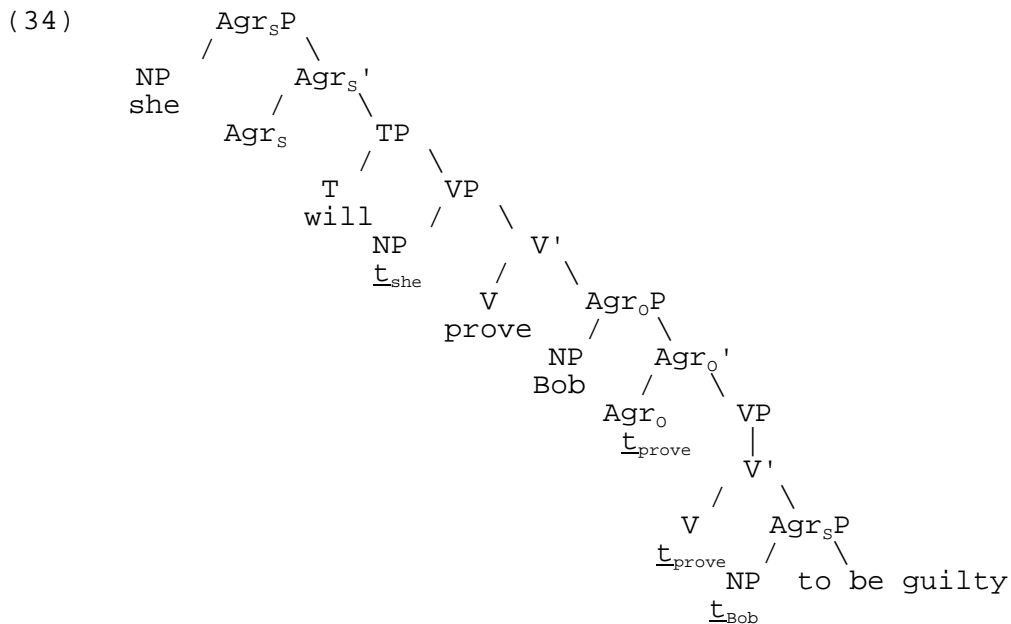 (34) AgrSP
NP AgrS'
she
AgrS TP
T VP
will
NP V'
tshe
V AgrOP
prove
NP AgrO'
Bob
AgrO VP
tprove
V'
V AgrSP
tprove
NP to be guilty
tBob